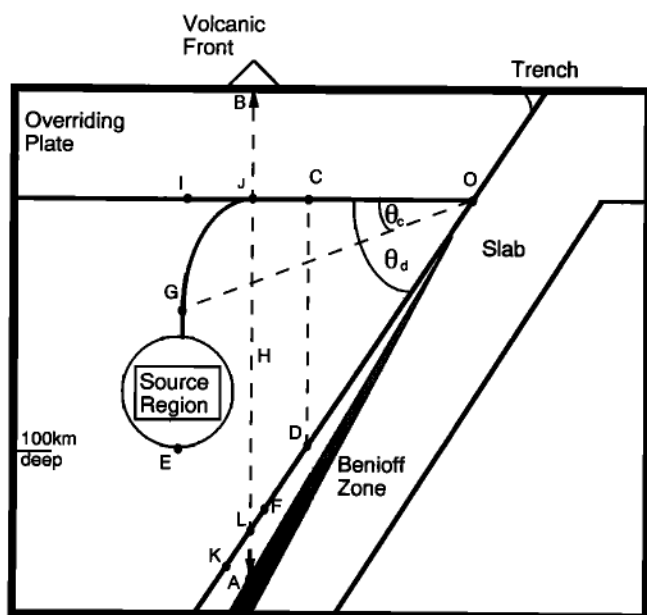 Volcanic
Front
Trench
B
Overriding
Plate
I
J
C
O
θc
θd
Slab
G
H
Source
Region
D
100km
deep
E
Benioff
Zone
F
L
K
A